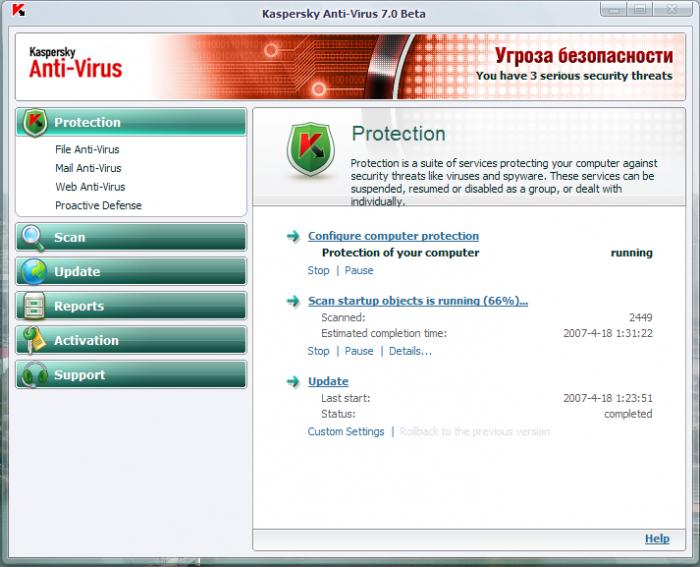 Kaspersky Anti-Virus 7.0 Beta
Kaspersky
Anti-Virus
Угроза безопасности
You have 3 serious security threats
Protection
File Anti-Virus
Mail Anti-Virus
Web Anti-Virus
Proactive Defense
Scan
Update
Reports
Activation
Support
Protection
Protection is a suite of services protecting your computer against
security threats like viruses and spyware. These services can be
suspended, resumed or disabled as a group, or dealt with
individually.
Configure computer protection
Protection of your computer running
Stop | Pause
Scan startup objects is running (66%)...
Scanned: 2449
Estimated completion time: 2007-4-18 1:31:22
Stop | Pause | Details...
Update
Last start: 2007-4-18 1:23:51
Status: completed
Custom Settings | Rollback to the previous version
Help